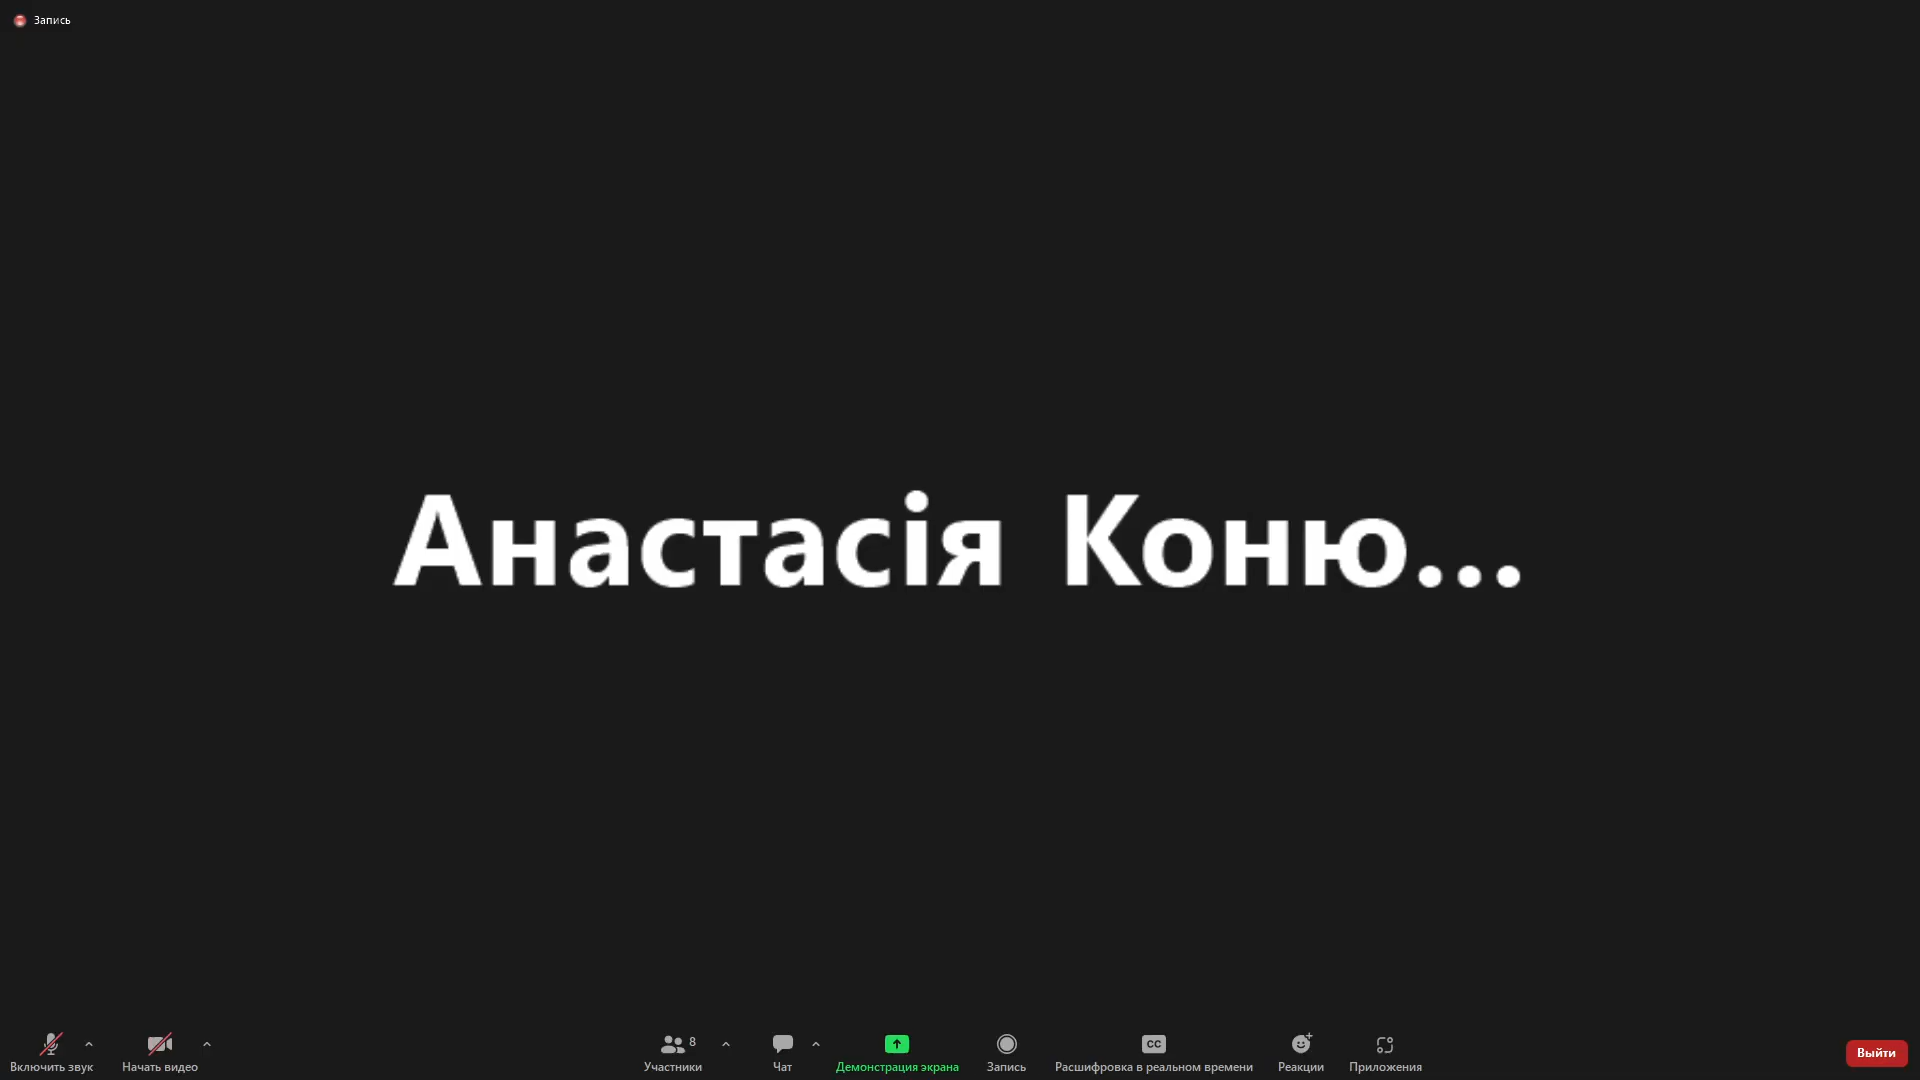 Запись
Анастасія Коню...
8
CC
Включить звук
Начать видео
Участники
Чат
Демонстрация экрана
Запись
Расшифровка в реальном времени
Реакции
Приложения
Выйти